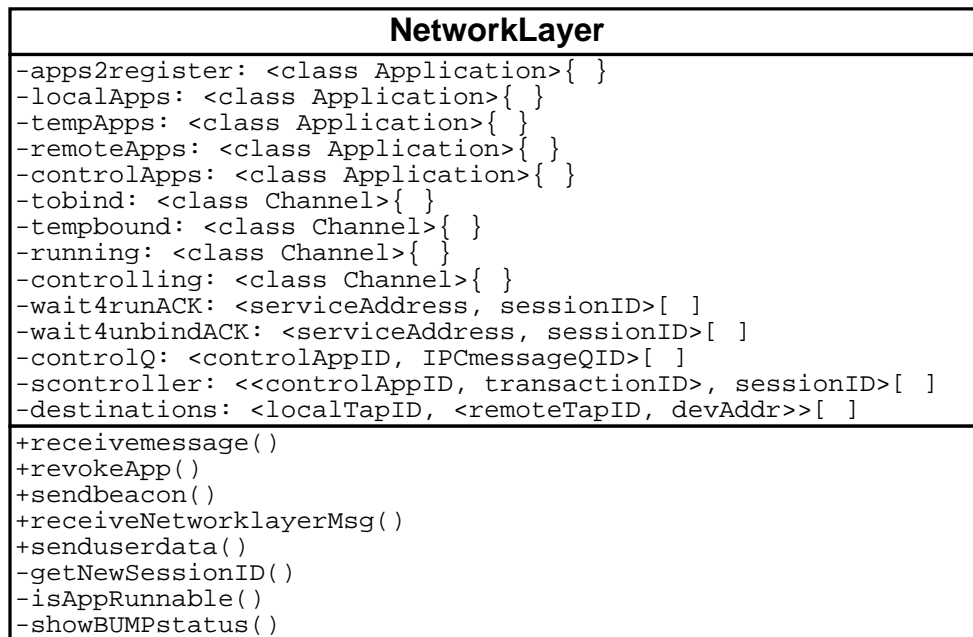 NetworkLayer
-apps2register: <class Application>{ }
-localApps: <class Application>{ }
-tempApps: <class Application>{ }
-remoteApps: <class Application>{ }
-controlApps: <class Application>{ }
-tobind: <class Channel>{ }
-tempbound: <class Channel>{ }
-running: <class Channel>{ }
-controlling: <class Channel>{ }
-wait4runACK: <serviceAddress, sessionID>[ ]
-wait4unbindACK: <serviceAddress, sessionID>[ ]
-controlQ: <controlAppID, IPCmessageQID>[ ]
-scontroller: <<controlAppID, transactionID>, sessionID>[ ]
-destinations: <localTapID, <remoteTapID, devAddr>>[ ]
+receivemessage()
+revokeApp()
+sendbeacon()
+receiveNetworklayerMsg()
+senduserdata()
-getNewSessionID()
-isAppRunnable()
-showBUMPstatus()